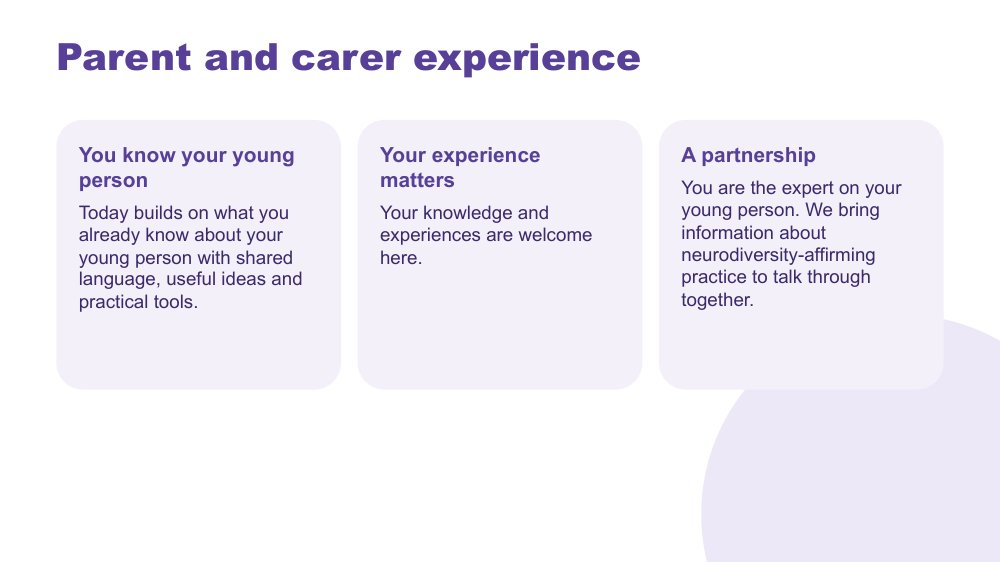 Parent and carer experience
You know your young
person
Today builds on what you
already know about your
young person with shared
language, useful ideas and
practical tools.
Your experience
matters
Your knowledge and
experiences are welcome
here.
A partnership
You are the expert on your
young person. We bring
information about
neurodiversity-affirming
practice to talk through
together.